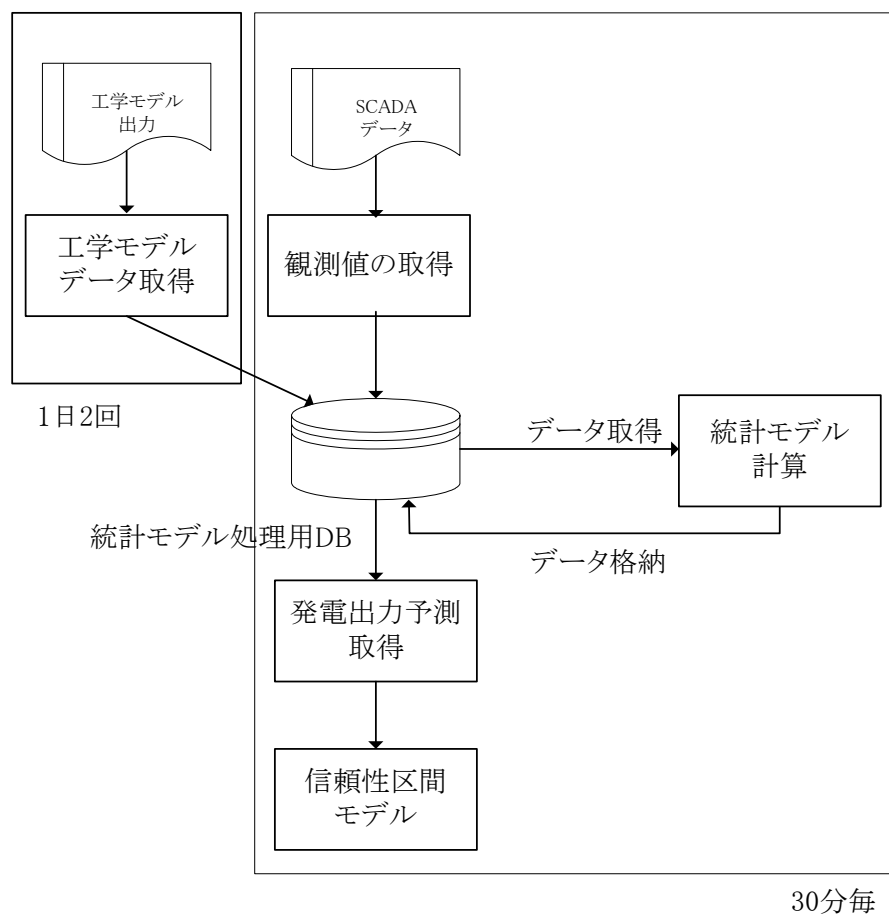 工学モデル
出力
工学モデル
データ取得
1日2回
SCADA
データ
観測値の取得
データ取得
統計モデル
計算
統計モデル処理用DB
データ格納
発電出力予測
取得
信頼性区間
モデル
30分毎